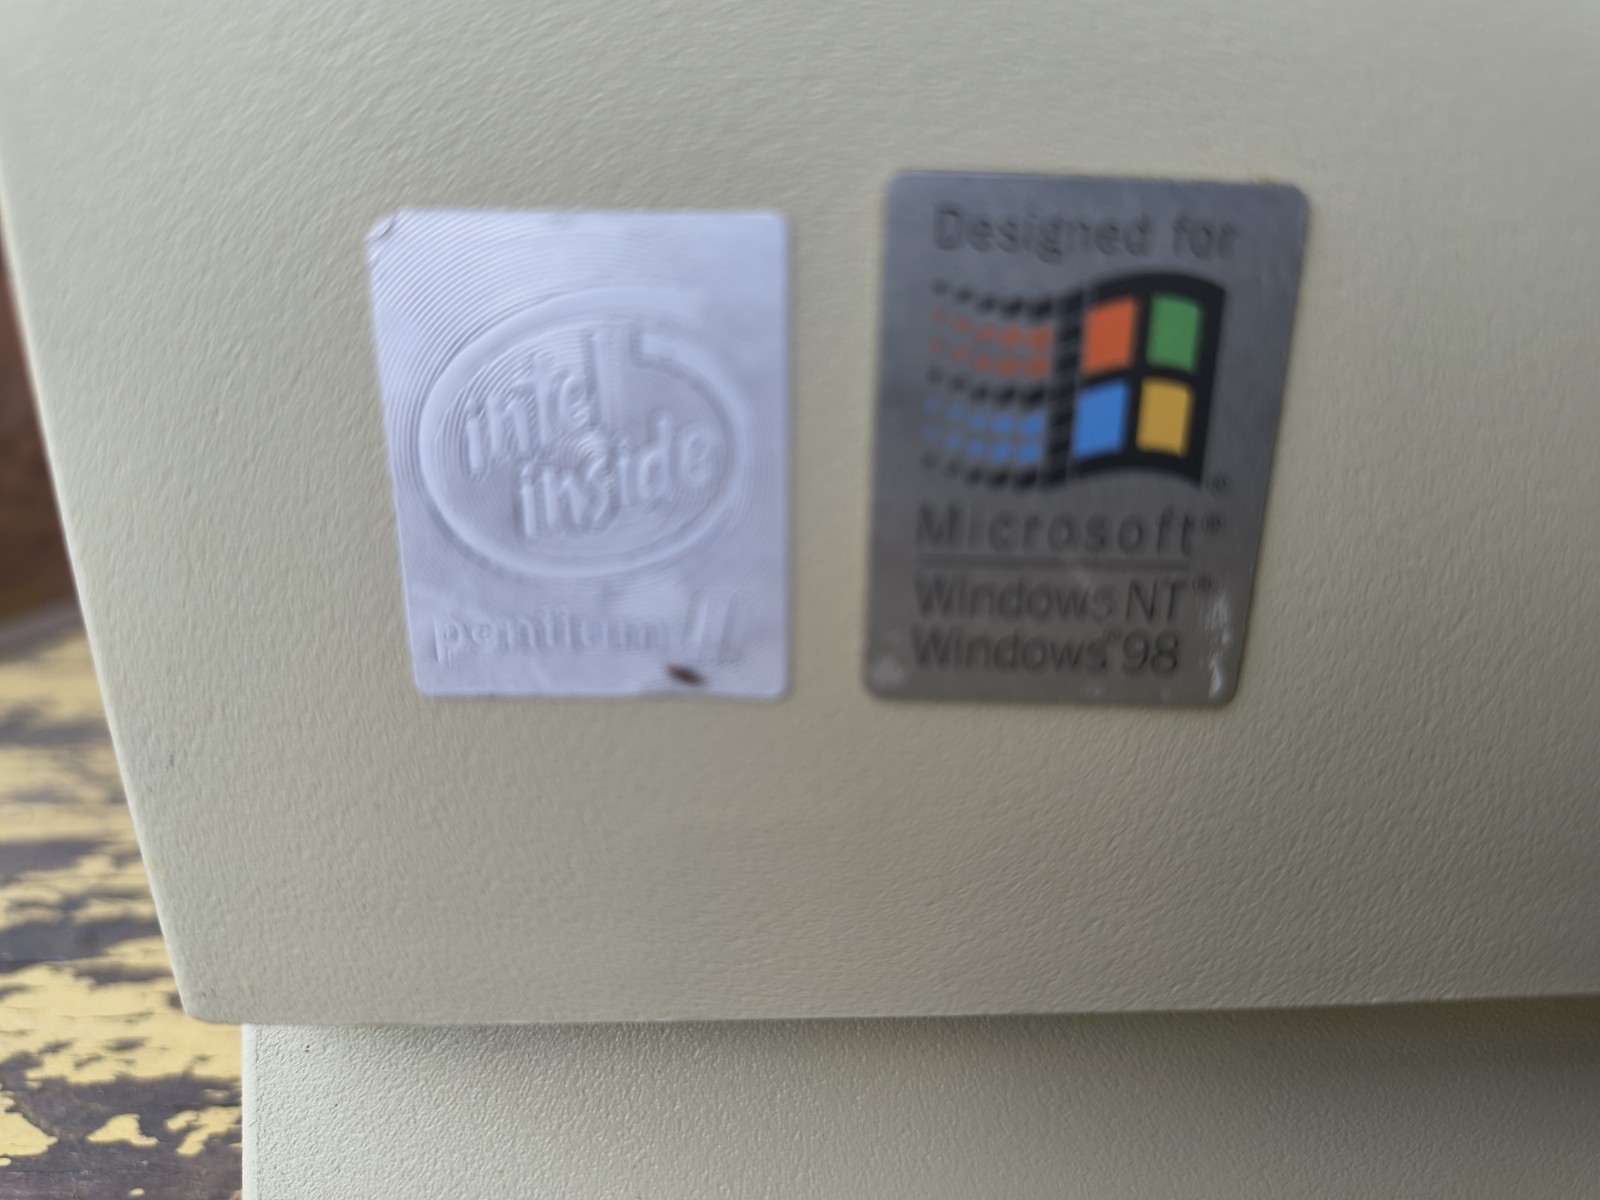 intel
inside
pentium II
Designed for
Microsoft®
Windows NT®
Windows® 98